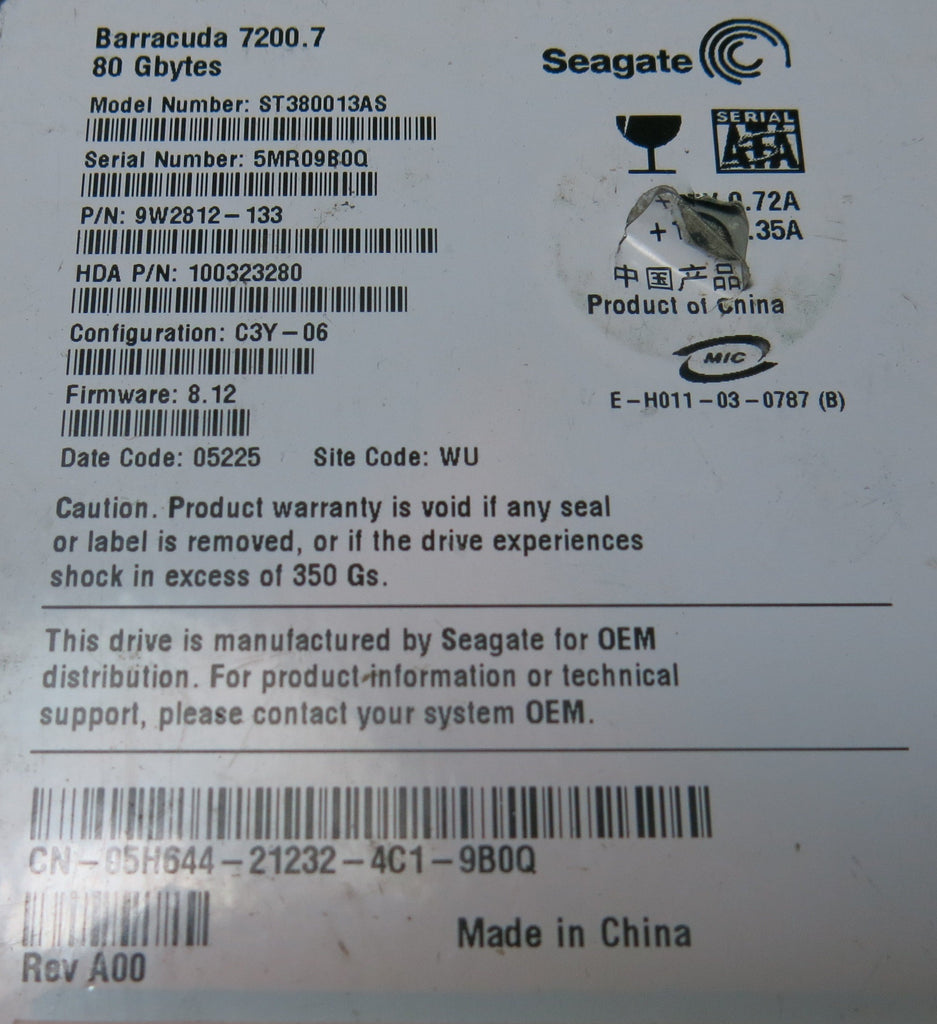 Barracuda 7200.7
80 Gbytes
Seagate
Model Number: ST380013AS
SERIAL
ATA
Serial Number: 5MR09B0Q
P/N: 9W2812-133
0.72A
.35A
HDA P/N: 100323280
中国产品
Product of China
Configuration: C3Y-06
MIC
Firmware: 8.12
E-H011-03-0787 (B)
Date Code: 05225 Site Code: WU
Caution. Product warranty is void if any seal
or label is removed, or if the drive experiences
shock in excess of 350 Gs.
This drive is manufactured by Seagate for OEM
distribution. For product information or technical
support, please contact your system OEM.
CN-05H644-21232-4C1-9B0Q
Made in China
Rev A00